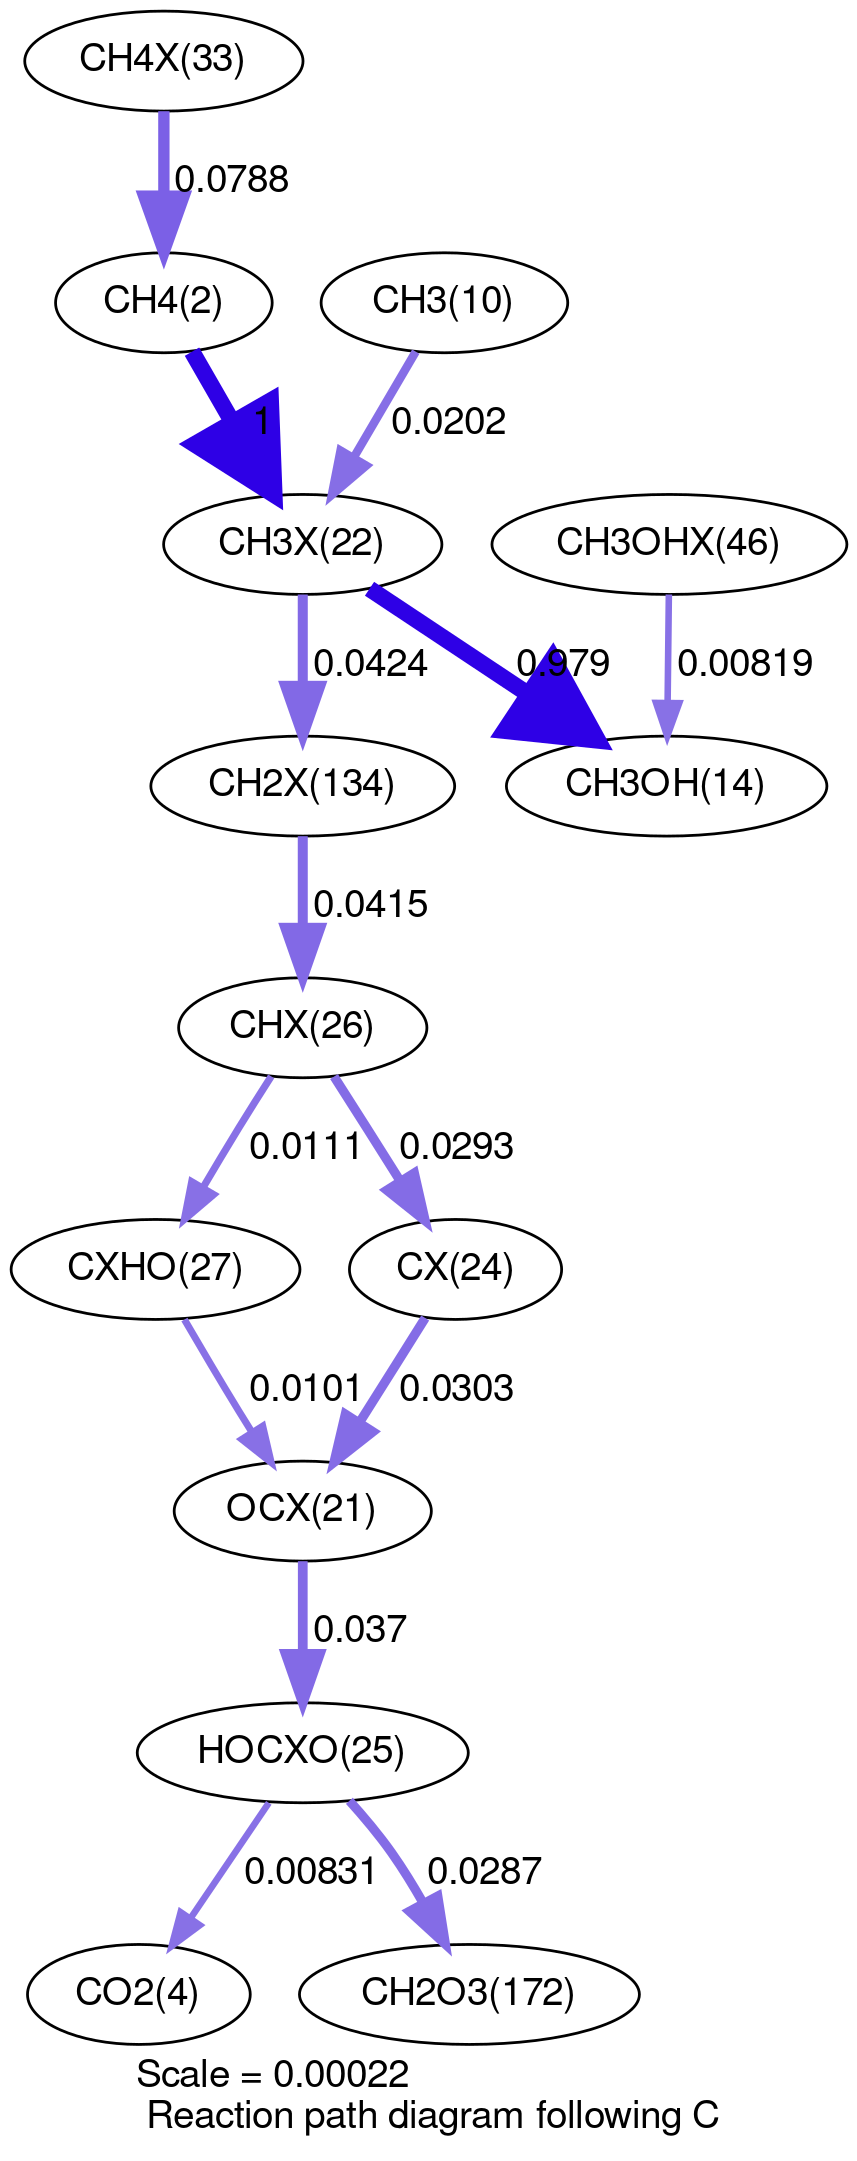 CH4X(33)
0.0788
CH4(2)
CH3(10)
1
0.0202
CH3X(22)
CH3OHX(46)
0.0424
0.979
0.00819
CH2X(134)
CH3OH(14)
0.0415
CHX(26)
0.0111
0.0293
CXHO(27)
CX(24)
0.0101
0.0303
OCX(21)
0.037
HOCXO(25)
0.00831
0.0287
CO2(4)
CH2O3(172)
Scale = 0.00022
Reaction path diagram following C